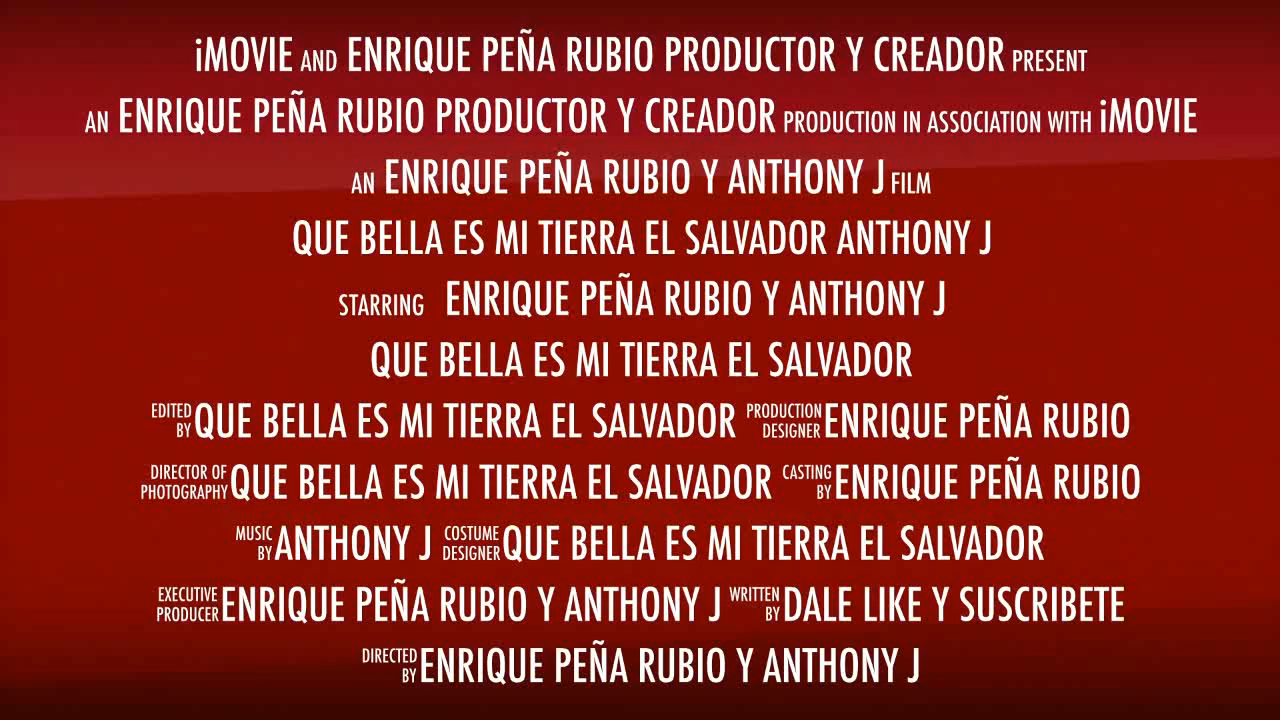 iMOVIE AND ENRIQUE PEÑA RUBIO PRODUCTOR Y CREADOR PRESENT
AN ENRIQUE PEÑA RUBIO PRODUCTOR Y CREADOR PRODUCTION IN ASSOCIATION WITH iMOVIE
AN ENRIQUE PEÑA RUBIO Y ANTHONY J FILM
QUE BELLA ES MI TIERRA EL SALVADOR ANTHONY J
STARRING ENRIQUE PEÑA RUBIO Y ANTHONY J
QUE BELLA ES MI TIERRA EL SALVADOR
EDITED BY QUE BELLA ES MI TIERRA EL SALVADOR PRODUCTION DESIGNER ENRIQUE PEÑA RUBIO
DIRECTOR OF PHOTOGRAPHY QUE BELLA ES MI TIERRA EL SALVADOR CASTING BY ENRIQUE PEÑA RUBIO
MUSIC BY ANTHONY J COSTUME DESIGNER QUE BELLA ES MI TIERRA EL SALVADOR
EXECUTIVE PRODUCER ENRIQUE PEÑA RUBIO Y ANTHONY J WRITTEN BY DALE LIKE Y SUSCRIBETE
DIRECTED BY ENRIQUE PEÑA RUBIO Y ANTHONY J